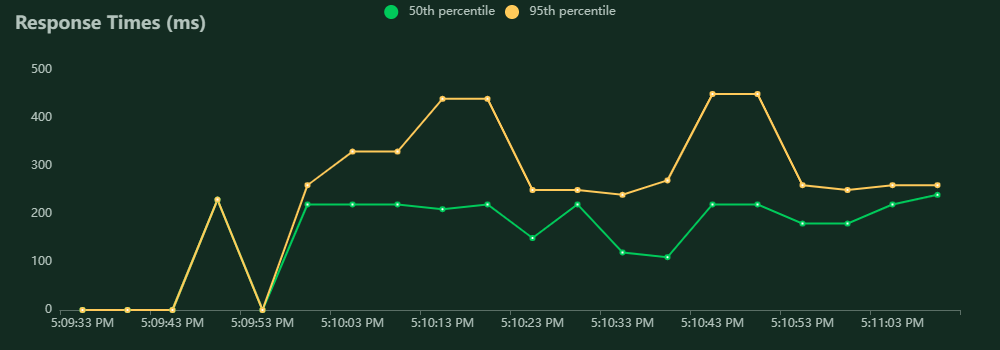 50th percentile 95th percentile
Response Times (ms)
500
400
300
200
100
0
5:09:33 PM 5:09:43 PM 5:09:53 PM 5:10:03 PM 5:10:13 PM 5:10:23 PM 5:10:33 PM 5:10:43 PM 5:10:53 PM 5:11:03 PM